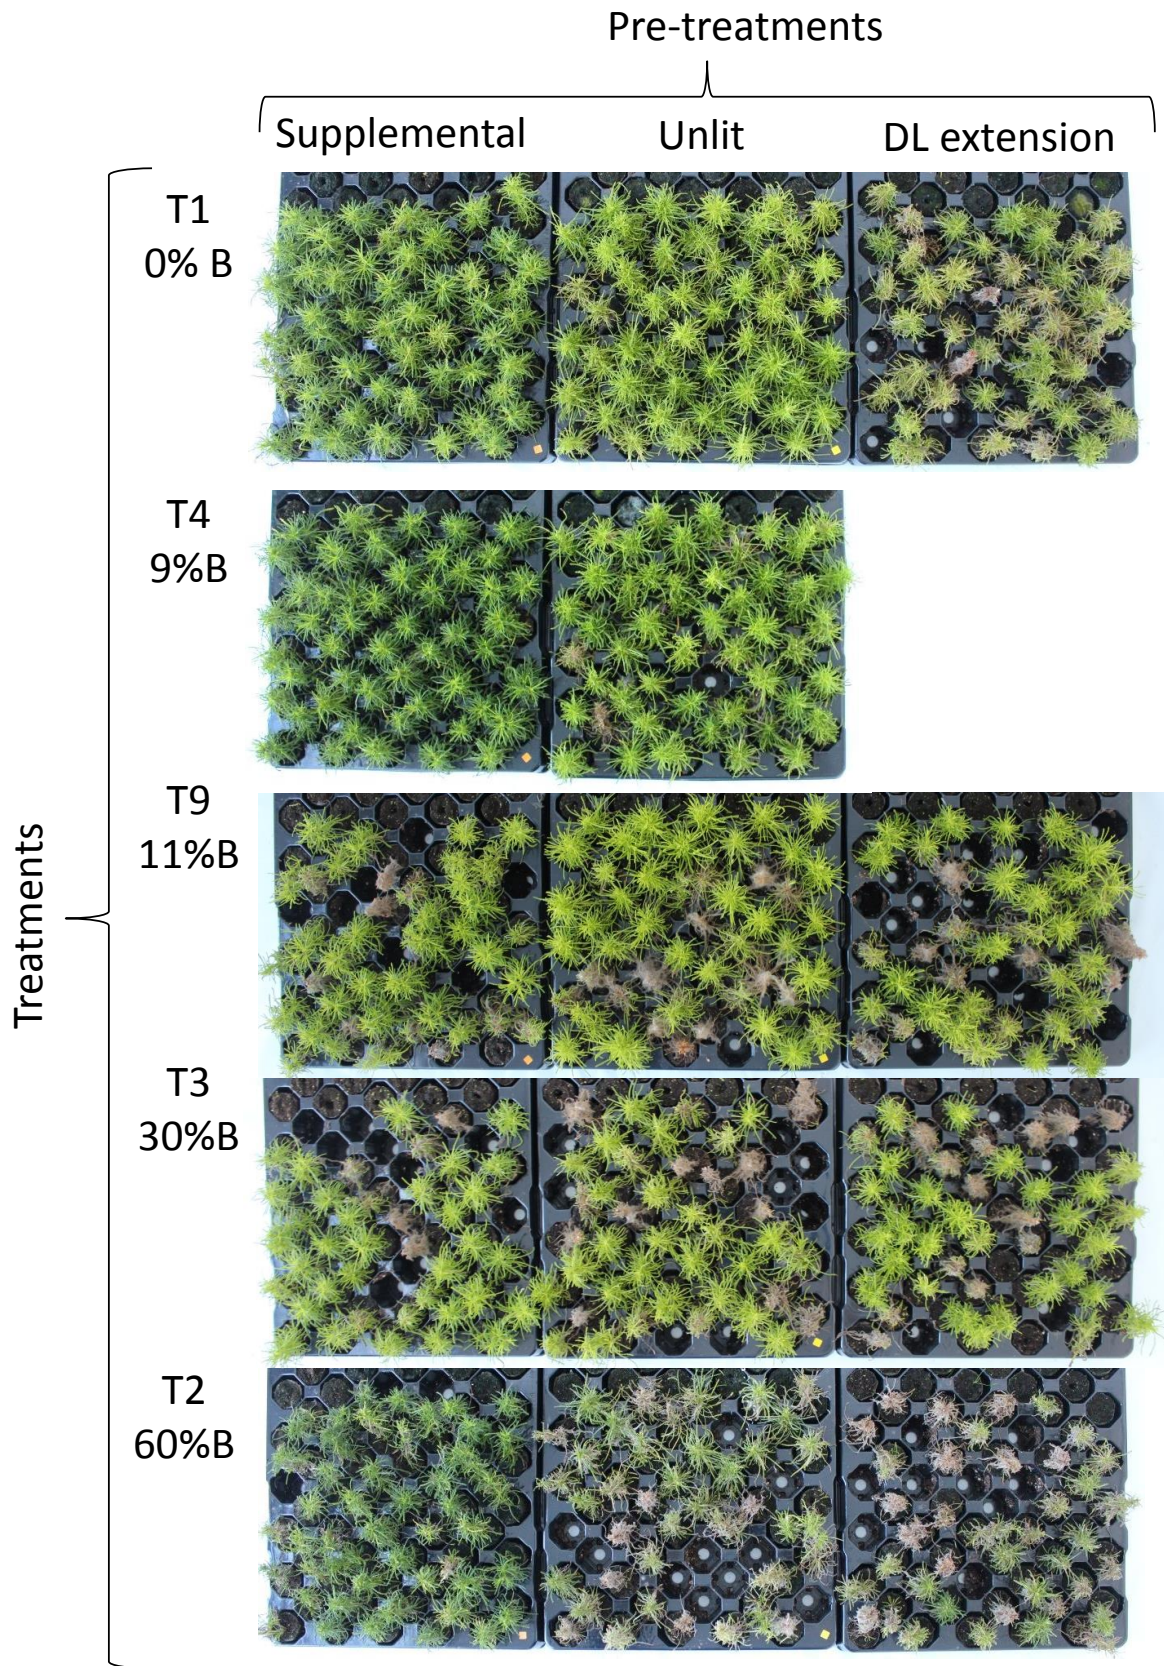 Pre-treatments
Supplemental Unlit DL extension
Treatments
T1
0% B
T4
9%B
T9
11%B
T3
30%B
T2
60%B